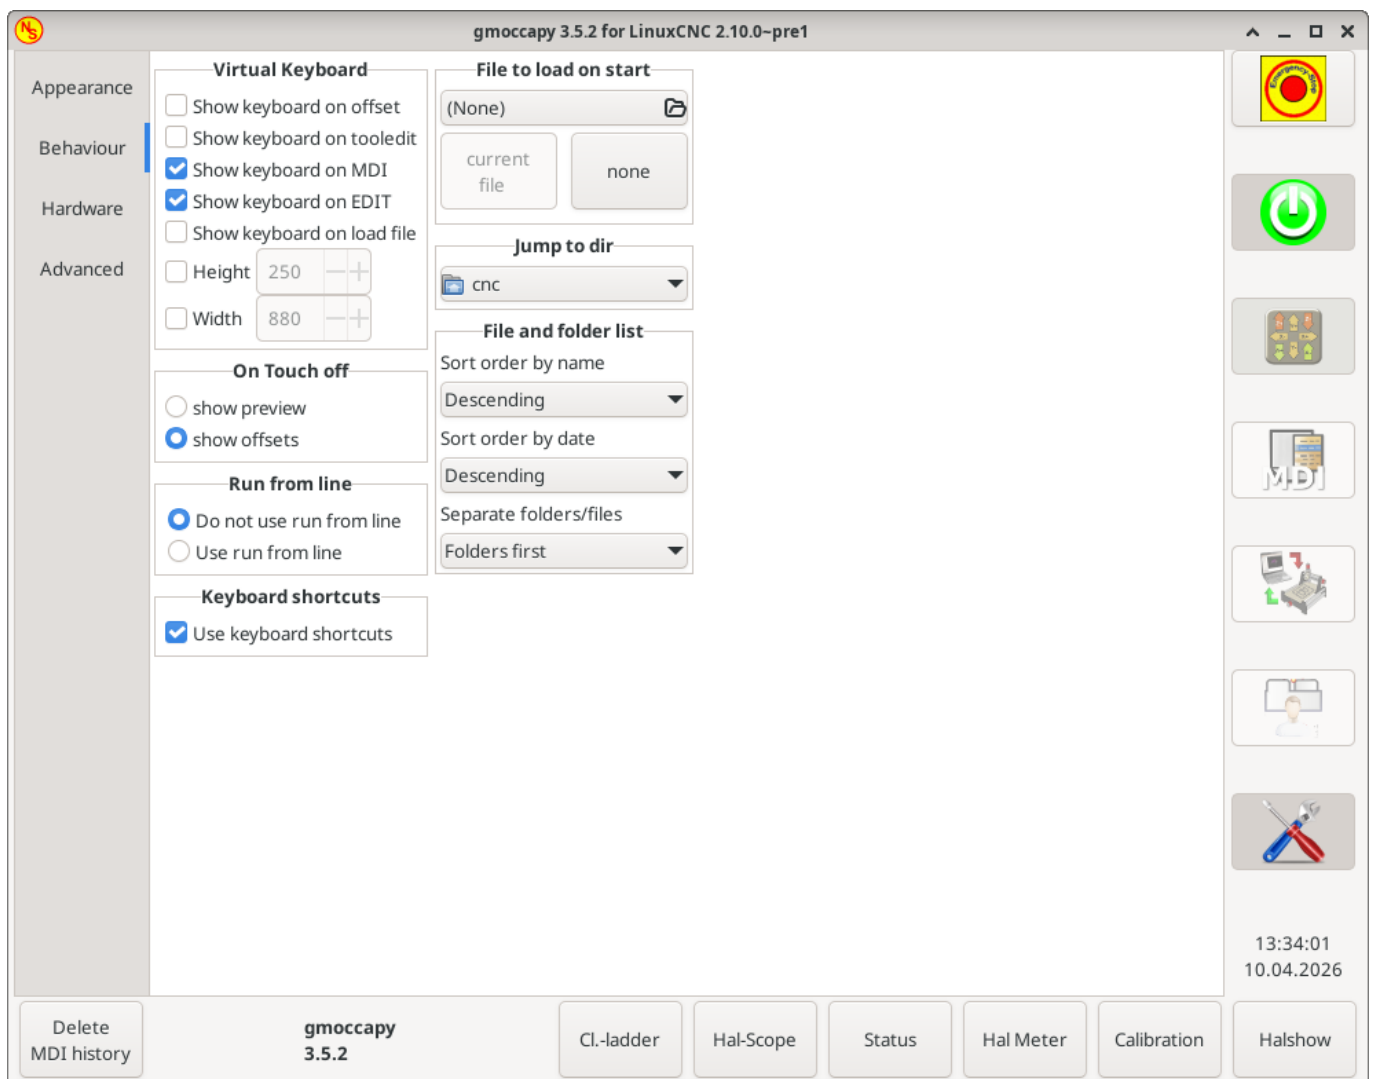 NS
gmoccapy 3.5.2 for LinuxCNC 2.10.0~pre1
Appearance
Behaviour
Hardware
Advanced
Virtual Keyboard
Show keyboard on offset
Show keyboard on tooledit
Show keyboard on MDI
Show keyboard on EDIT
Show keyboard on load file
Height 250
Width 880
On Touch off
show preview
show offsets
Run from line
Do not use run from line
Use run from line
Keyboard shortcuts
Use keyboard shortcuts
File to load on start
(None)
current
file
none
Jump to dir
cnc
File and folder list
Sort order by name
Descending
Sort order by date
Descending
Separate folders/files
Folders first
Emergency-Stop
MDI
13:34:01
10.04.2026
Delete
MDI history
gmoccapy
3.5.2
Cl.-ladder
Hal-Scope
Status
Hal Meter
Calibration
Halshow